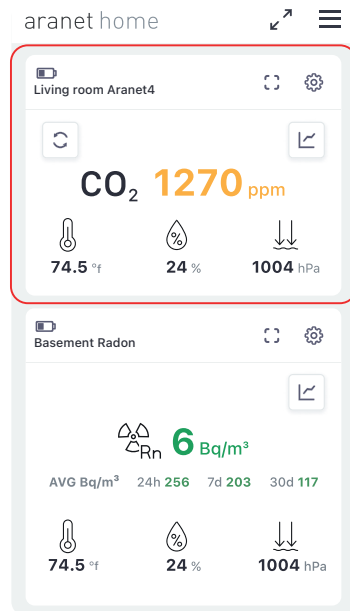 aranet home
Living room Aranet4
CO₂ 1270 ppm
%
74.5 °f 24 % 1004 hPa
Basement Radon
Rn 6 Bq/m³
AVG Bq/m³ 24h 256 7d 203 30d 117
%
74.5 °f 24 % 1004 hPa